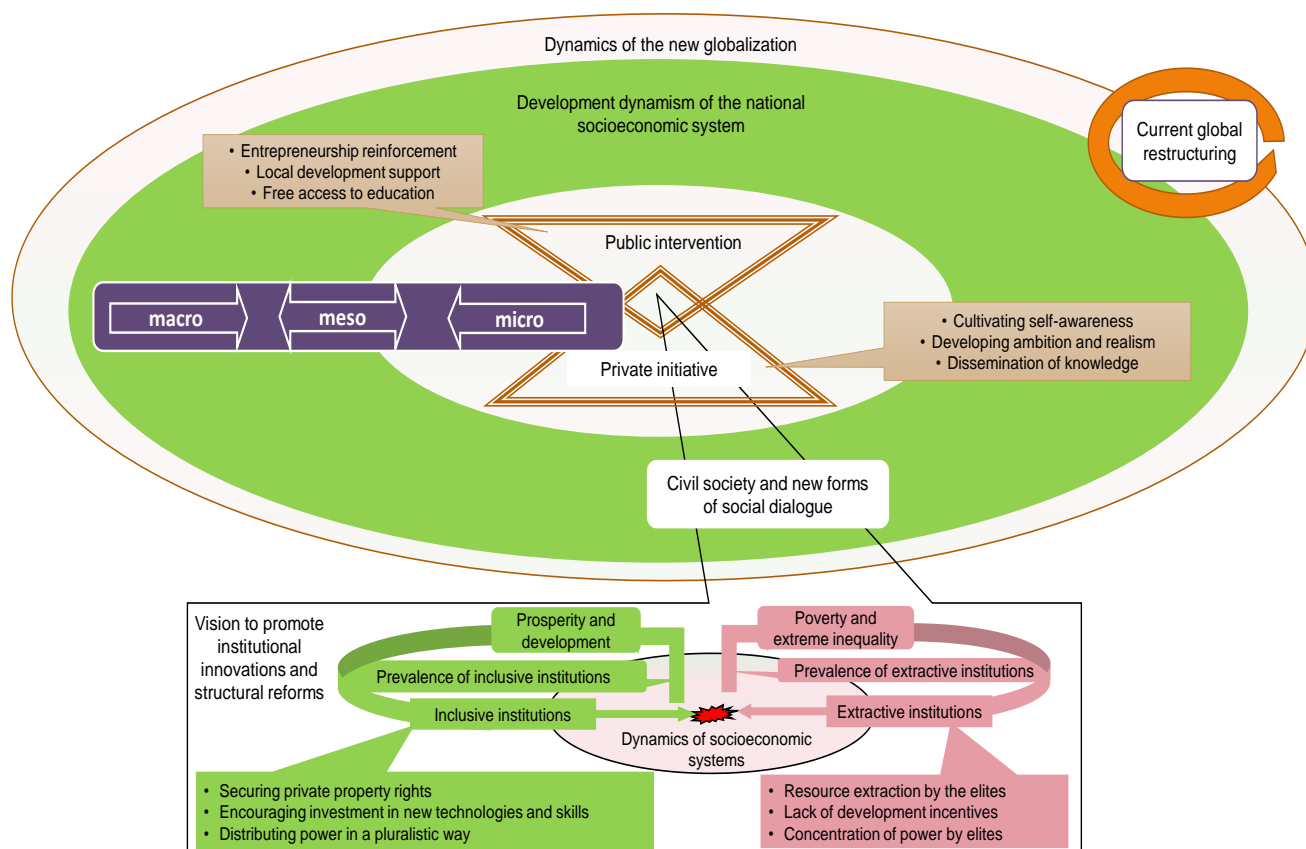 Dynamics of the new globalization
Development dynamism of the national
socioeconomic system
Current global
restructuring
• Entrepreneurship reinforcement
• Local development support
• Free access to education
Public intervention
macro
meso
micro
• Cultivating self-awareness
• Developing ambition and realism
• Dissemination of knowledge
Private initiative
Civil society and new forms
of social dialogue
Vision to promote
institutional
innovations and
structural reforms
Prosperity and
development
Poverty and
extreme inequality
Prevalence of inclusive institutions
Prevalence of extractive institutions
Inclusive institutions
Extractive institutions
Dynamics of socioeconomic
systems
• Securing private property rights
• Encouraging investment in new technologies and skills
• Distributing power in a pluralistic way
• Resource extraction by the elites
• Lack of development incentives
• Concentration of power by elites